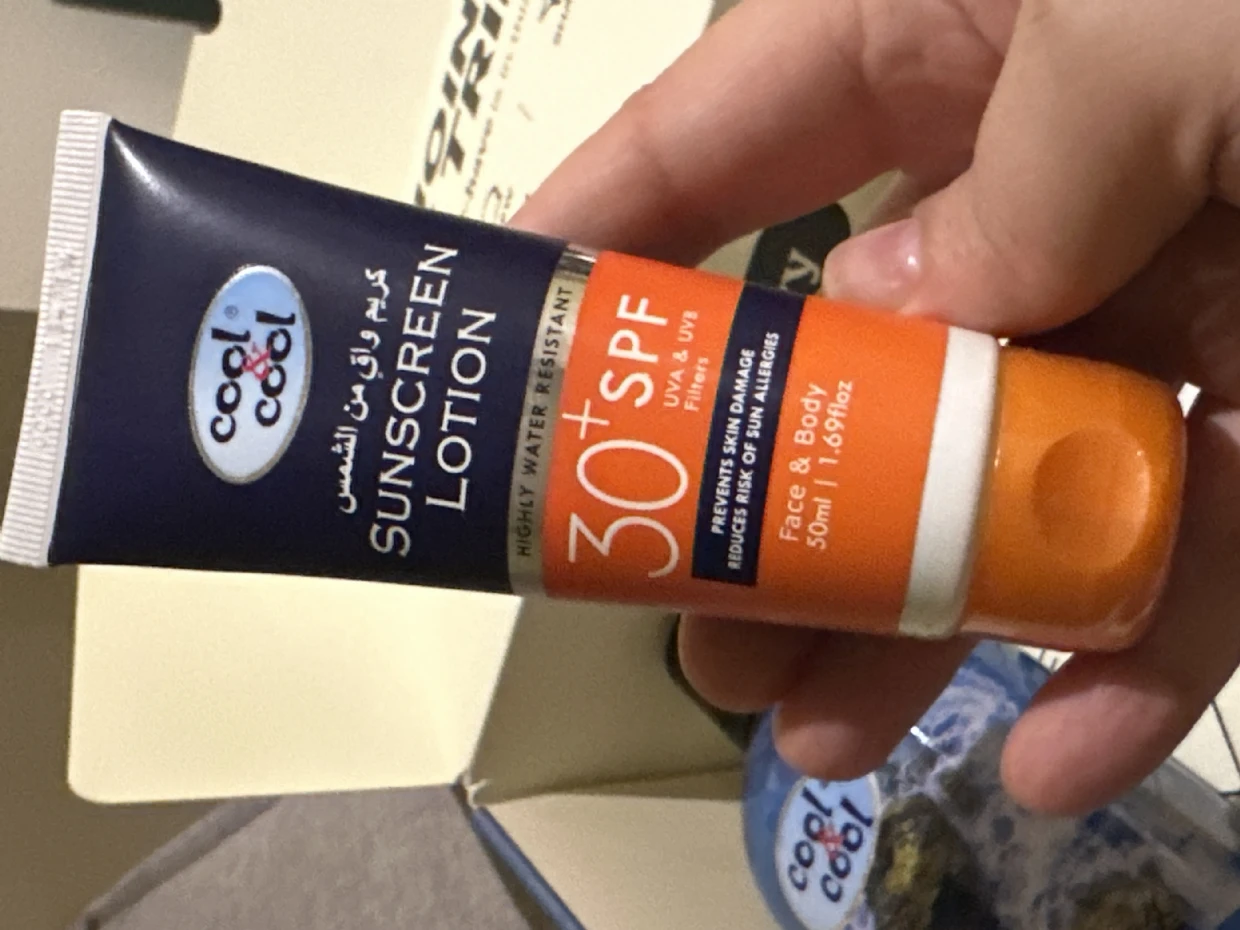 cool®
&
cool
كريم واقٍ من الشمس
SUNSCREEN
LOTION
HIGHLY WATER RESISTANT
30+ SPF
UVA & UVB
Filters
PREVENTS SKIN DAMAGE
REDUCES RISK OF SUN ALLERGIES
Face & Body
50ml | 1.69floz
cool
&
cool
y